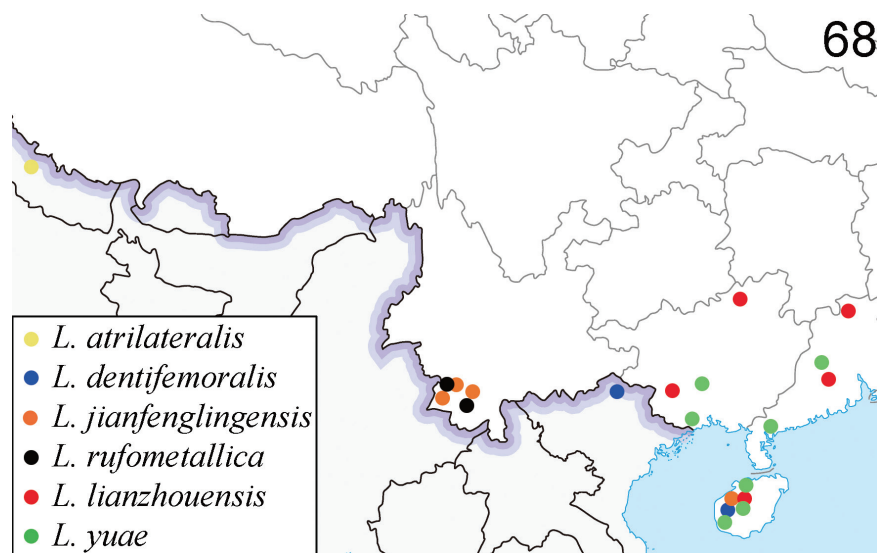 68
L. atrilateralis
L. dentifemoralis
L. jianfenglingensis
L. rufometallica
L. lianzhouensis
L. yuae